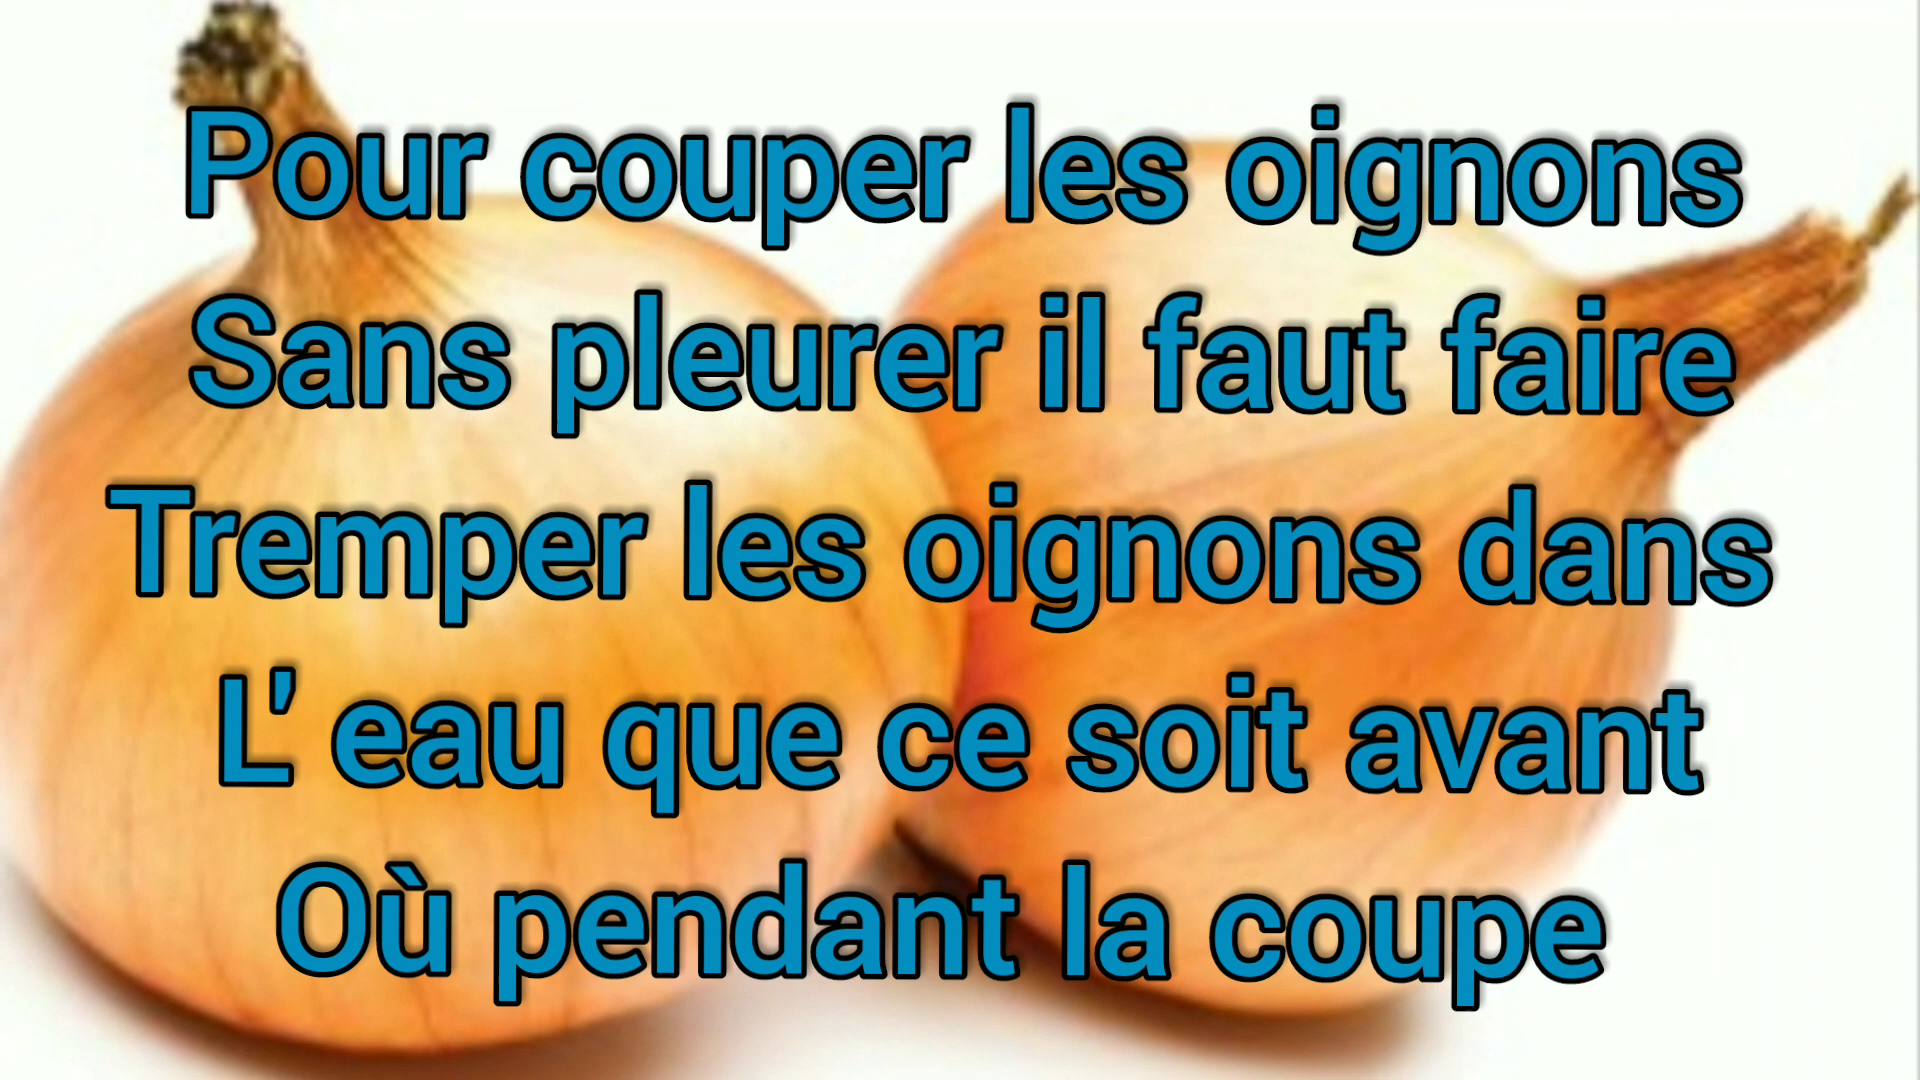 Pour couper les oignons
Sans pleurer il faut faire
Tremper les oignons dans
L' eau que ce soit avant
Où pendant la coupe